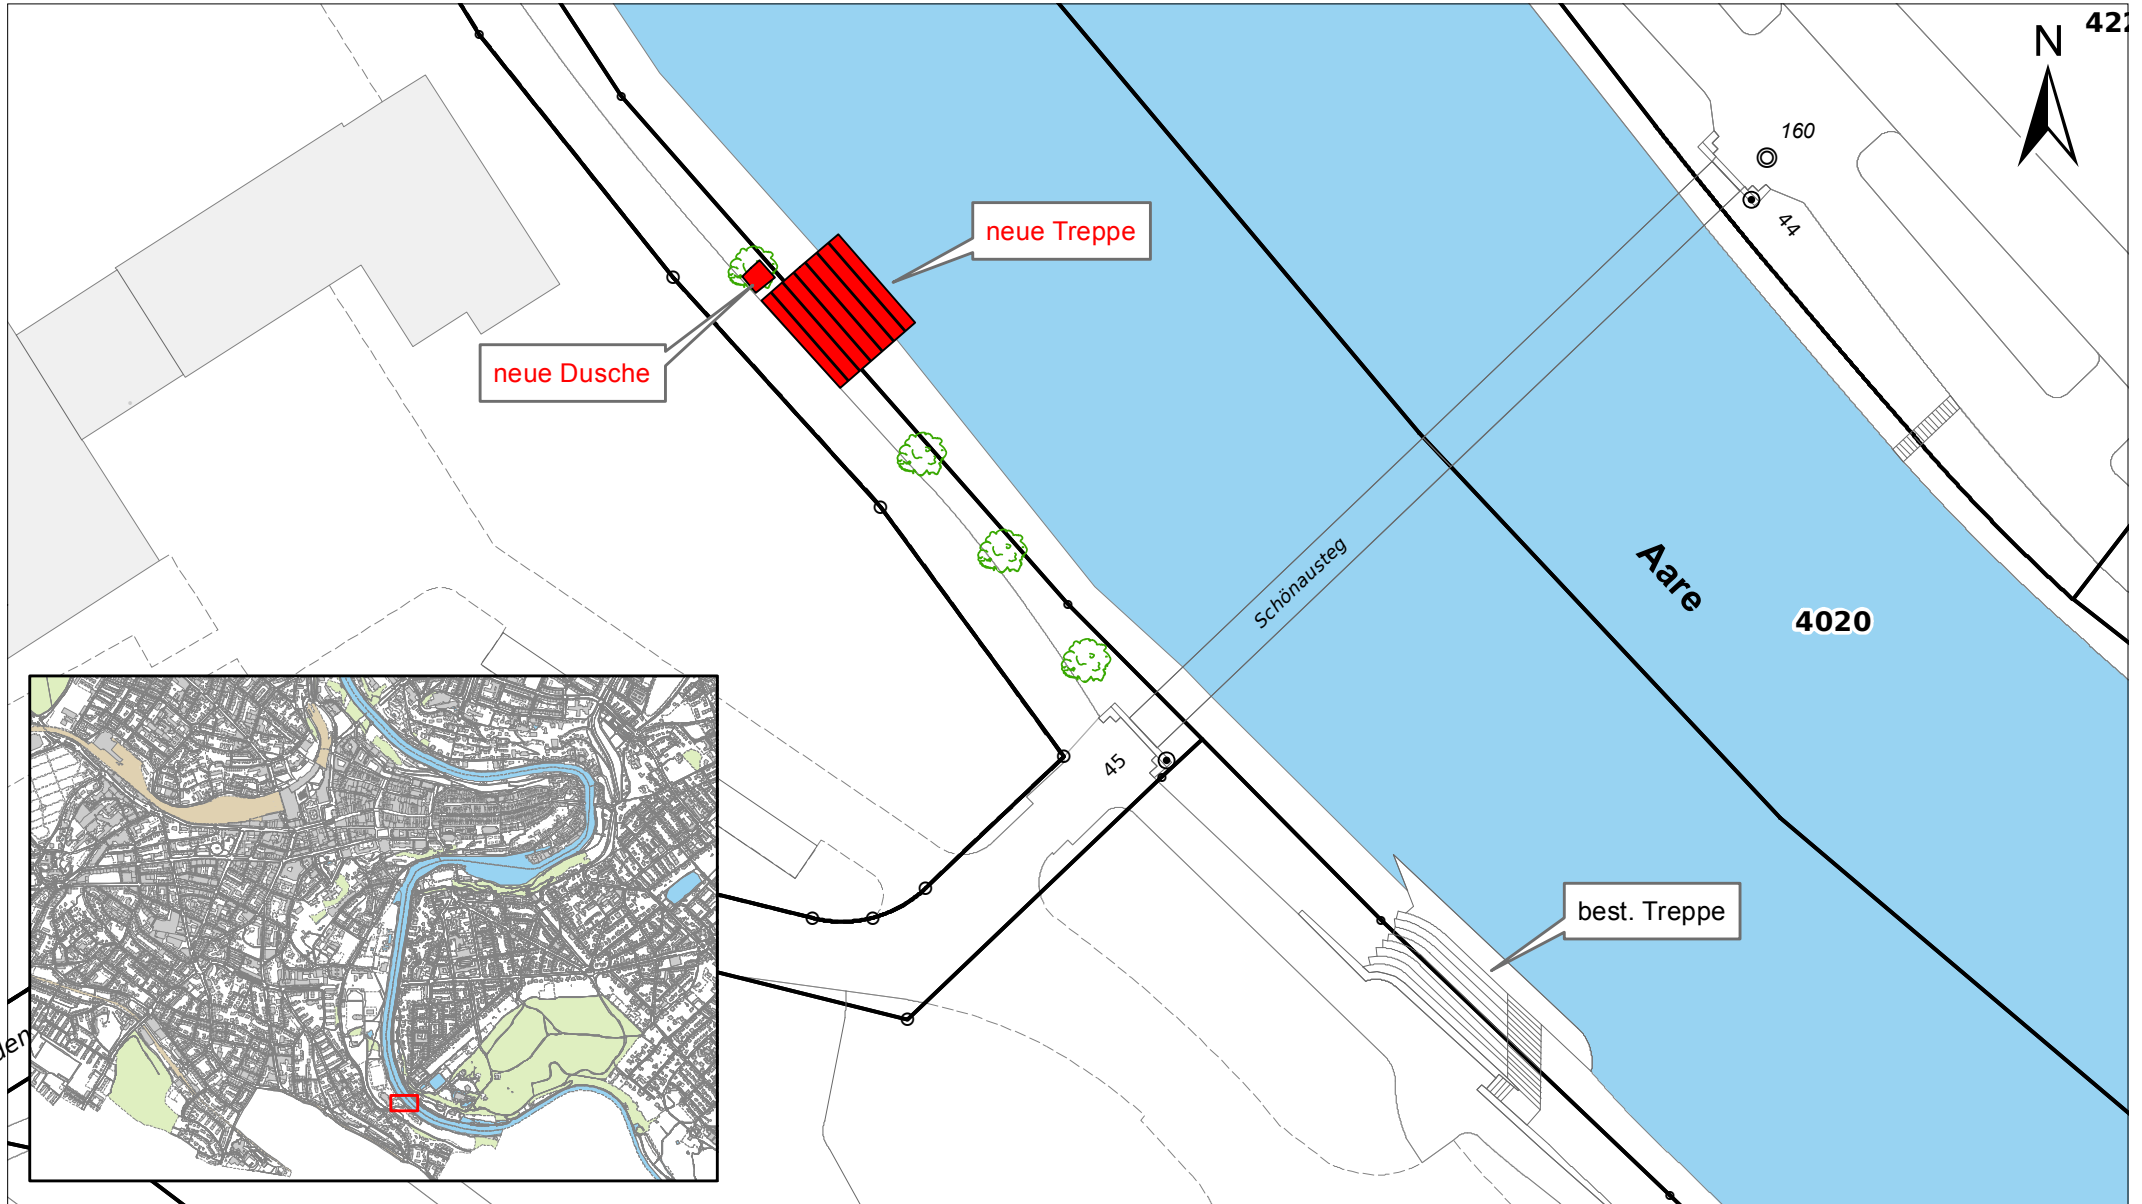 422
N
160
44
neue Treppe
neue Dusche
Schönausteg
Aare
4020
45
best. Treppe